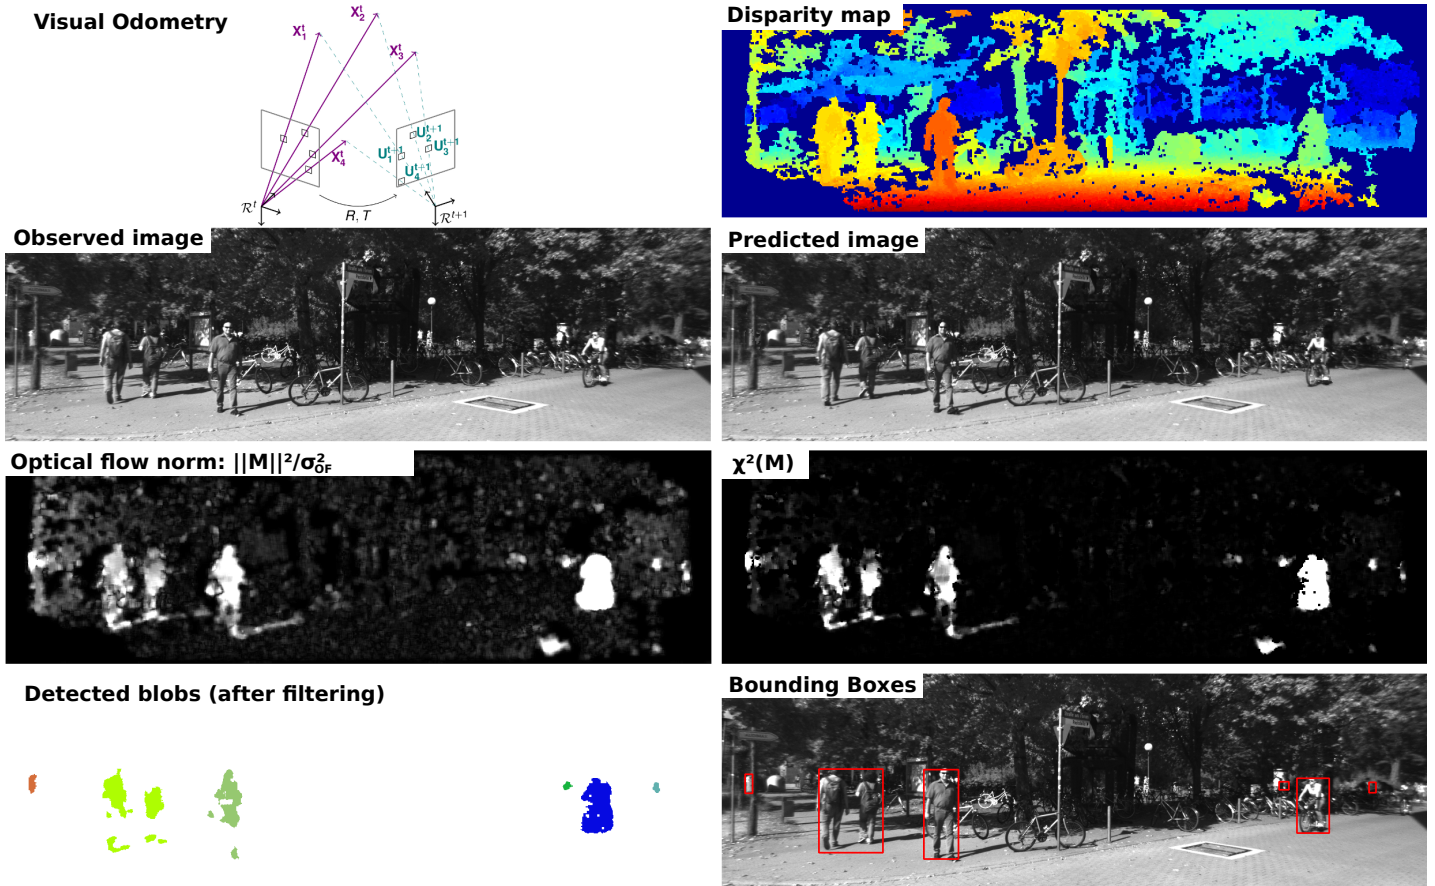 Visual Odometry
Disparity map
X₁ᵗ
X₂ᵗ
X₃ᵗ
X₄ᵗ
U₂ᵗ⁺¹
U₁ᵗ⁺¹
U₃ᵗ⁺¹
U₄ᵗ⁺¹
ℛᵗ
R, T
ℛᵗ⁺¹
Observed image
Predicted image
Optical flow norm: ||M||²/σ²OF
χ²(M)
Detected blobs (after filtering)
Bounding Boxes